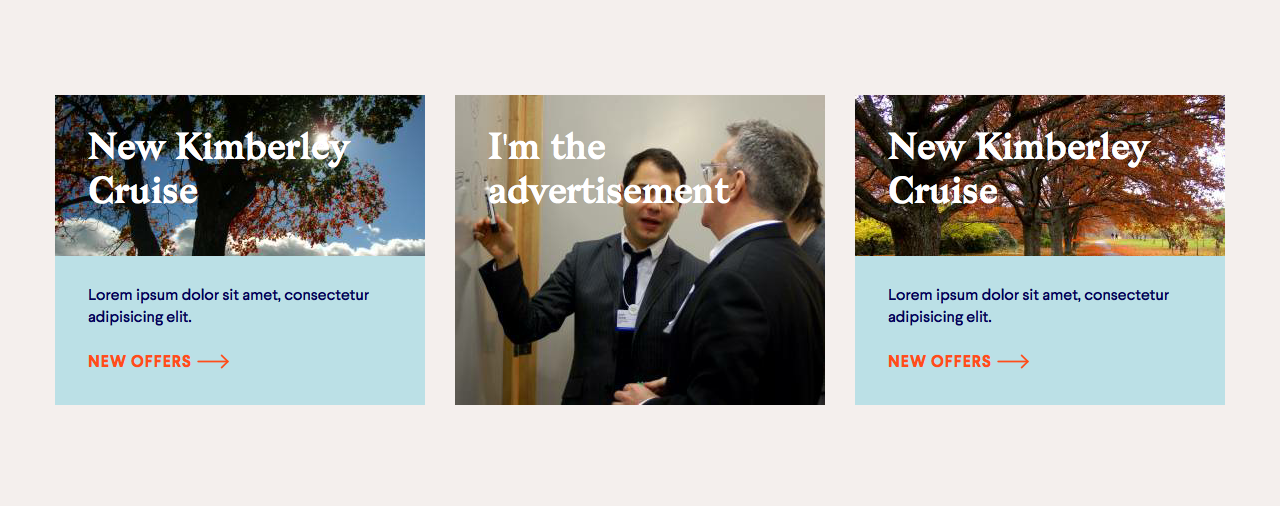 New Kimberley
Cruise
Lorem ipsum dolor sit amet, consectetur
adipisicing elit.
NEW OFFERS
I'm the
advertisement
New Kimberley
Cruise
Lorem ipsum dolor sit amet, consectetur
adipisicing elit.
NEW OFFERS